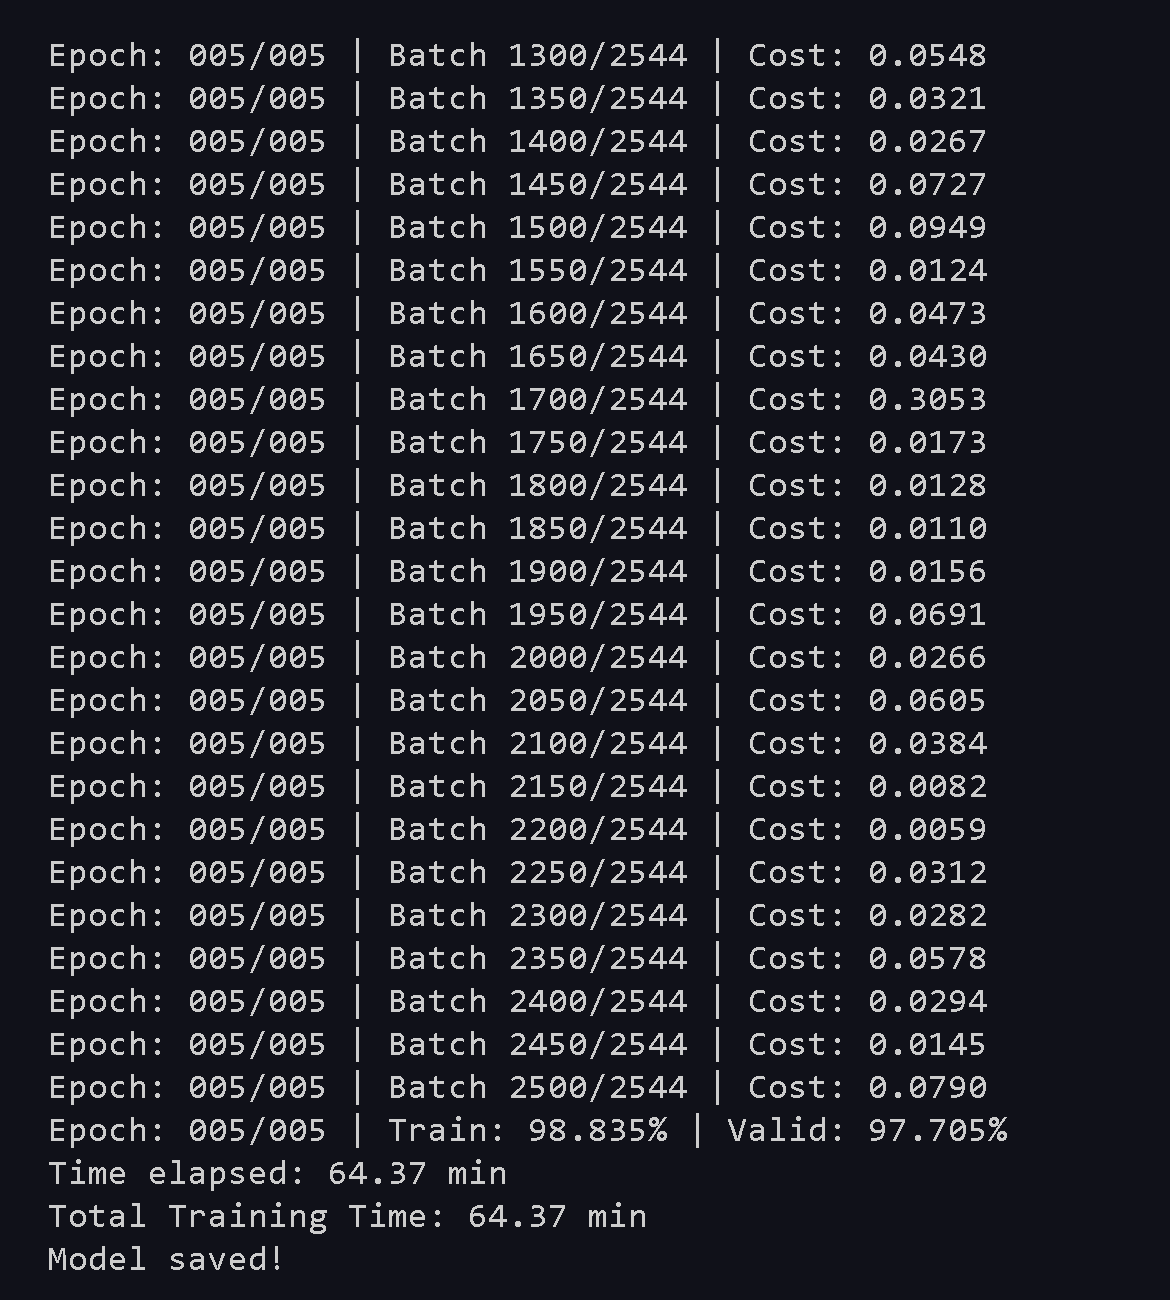 Epoch: 005/005 | Batch 1300/2544 | Cost: 0.0548
Epoch: 005/005 | Batch 1350/2544 | Cost: 0.0321
Epoch: 005/005 | Batch 1400/2544 | Cost: 0.0267
Epoch: 005/005 | Batch 1450/2544 | Cost: 0.0727
Epoch: 005/005 | Batch 1500/2544 | Cost: 0.0949
Epoch: 005/005 | Batch 1550/2544 | Cost: 0.0124
Epoch: 005/005 | Batch 1600/2544 | Cost: 0.0473
Epoch: 005/005 | Batch 1650/2544 | Cost: 0.0430
Epoch: 005/005 | Batch 1700/2544 | Cost: 0.3053
Epoch: 005/005 | Batch 1750/2544 | Cost: 0.0173
Epoch: 005/005 | Batch 1800/2544 | Cost: 0.0128
Epoch: 005/005 | Batch 1850/2544 | Cost: 0.0110
Epoch: 005/005 | Batch 1900/2544 | Cost: 0.0156
Epoch: 005/005 | Batch 1950/2544 | Cost: 0.0691
Epoch: 005/005 | Batch 2000/2544 | Cost: 0.0266
Epoch: 005/005 | Batch 2050/2544 | Cost: 0.0605
Epoch: 005/005 | Batch 2100/2544 | Cost: 0.0384
Epoch: 005/005 | Batch 2150/2544 | Cost: 0.0082
Epoch: 005/005 | Batch 2200/2544 | Cost: 0.0059
Epoch: 005/005 | Batch 2250/2544 | Cost: 0.0312
Epoch: 005/005 | Batch 2300/2544 | Cost: 0.0282
Epoch: 005/005 | Batch 2350/2544 | Cost: 0.0578
Epoch: 005/005 | Batch 2400/2544 | Cost: 0.0294
Epoch: 005/005 | Batch 2450/2544 | Cost: 0.0145
Epoch: 005/005 | Batch 2500/2544 | Cost: 0.0790
Epoch: 005/005 | Train: 98.835% | Valid: 97.705%
Time elapsed: 64.37 min
Total Training Time: 64.37 min
Model saved!